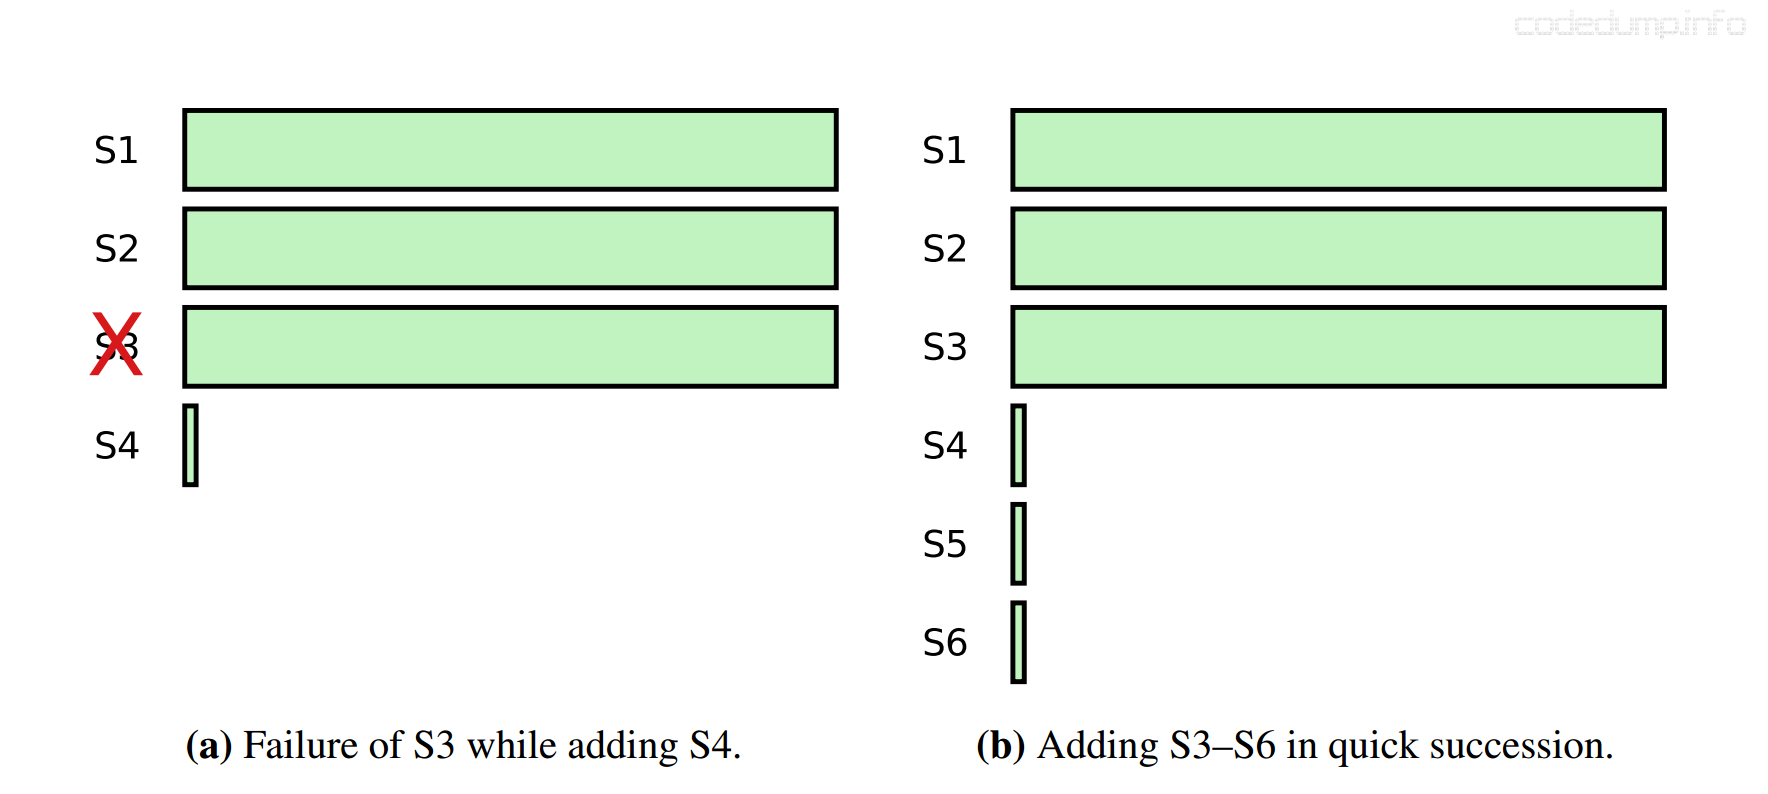 codedump.info
S1
S2
S3
S4
(a) Failure of S3 while adding S4.
S1
S2
S3
S4
S5
S6
(b) Adding S3–S6 in quick succession.